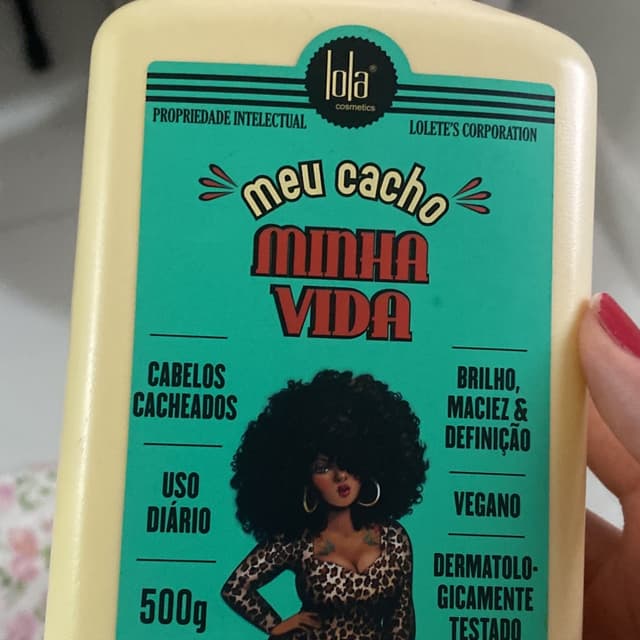 lola®
cosmetics
PROPRIEDADE INTELECTUAL
LOLETE'S CORPORATION
meu cacho
MINHA
VIDA
CABELOS
CACHEADOS
USO
DIÁRIO
500g
BRILHO,
MACIEZ &
DEFINIÇÃO
VEGANO
DERMATOLO-
GICAMENTE
TESTADO